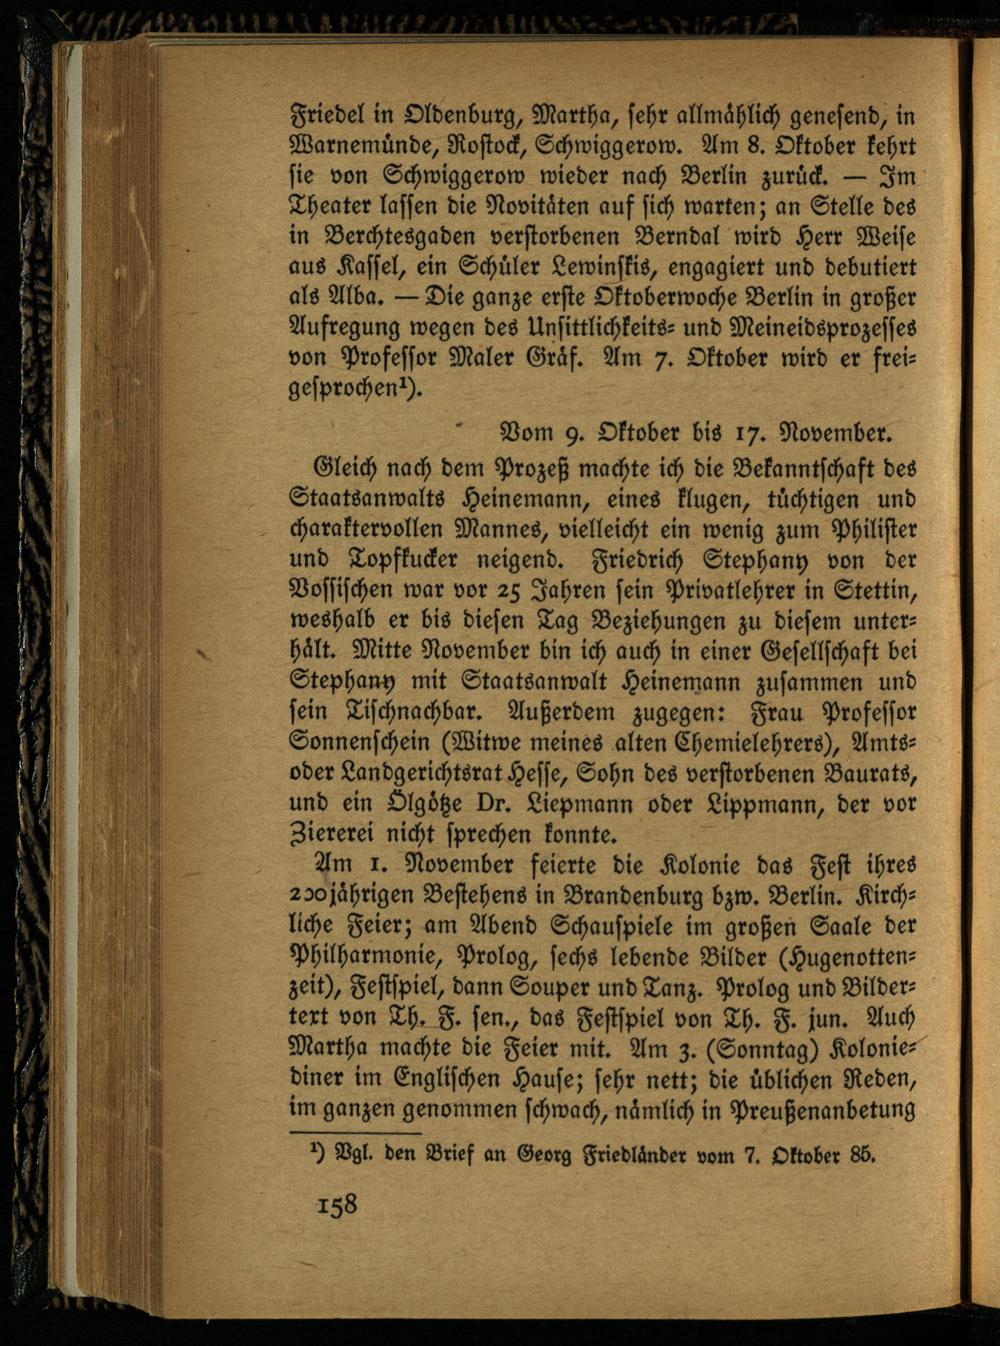 Friedel in Oldenburg, Martha, sehr allmählich genesend, in
Warnemünde, Rostock, Schwiggerow. Am 8. Oktober kehrt
sie von Schwiggerow wieder nach Berlin zurück. — Im
Theater lassen die Novitäten auf sich warten; an Stelle des
in Berchtesgaden verstorbenen Berndal wird Herr Weise
aus Kassel, ein Schüler Lewinskis, engagiert und debutiert
als Alba. — Die ganze erste Oktoberwoche Berlin in großer
Aufregung wegen des Unsittlichkeits- und Meineidsprozesses
von Professor Maler Gräf. Am 7. Oktober wird er frei-
gesprochen¹).
Vom 9. Oktober bis 17. November.
Gleich nach dem Prozeß machte ich die Bekanntschaft des
Staatsanwalts Heinemann, eines klugen, tüchtigen und
charaktervollen Mannes, vielleicht ein wenig zum Philister
und Topfkucker neigend. Friedrich Stephany von der
Vossischen war vor 25 Jahren sein Privatlehrer in Stettin,
weshalb er bis diesen Tag Beziehungen zu diesem unter-
hält. Mitte November bin ich auch in einer Gesellschaft bei
Stephany mit Staatsanwalt Heinemann zusammen und
sein Tischnachbar. Außerdem zugegen: Frau Professor
Sonnenschein (Witwe meines alten Chemielehrers), Amts-
oder Landgerichtsrat Hesse, Sohn des verstorbenen Baurats,
und ein Ölgötze Dr. Liepmann oder Lippmann, der vor
Ziererei nicht sprechen konnte.
Am 1. November feierte die Kolonie das Fest ihres
200jährigen Bestehens in Brandenburg bzw. Berlin. Kirch-
liche Feier; am Abend Schauspiele im großen Saale der
Philharmonie, Prolog, sechs lebende Bilder (Hugenotten-
zeit), Festspiel, dann Souper und Tanz. Prolog und Bilder-
text von Th. F. sen., das Festspiel von Th. F. jun. Auch
Martha machte die Feier mit. Am 3. (Sonntag) Kolonie-
diner im Englischen Hause; sehr nett; die üblichen Reden,
im ganzen genommen schwach, nämlich in Preußenanbetung
¹) Vgl. den Brief an Georg Friedländer vom 7. Oktober 85.
158